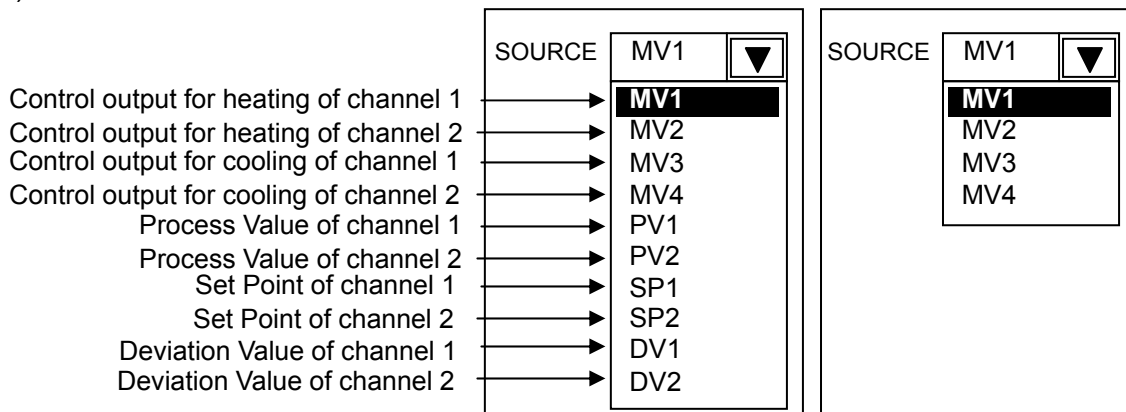 SOURCE MV1 SOURCE MV1
Control output for heating of channel 1 MV1 MV1
Control output for heating of channel 2 MV2 MV2
Control output for cooling of channel 1 MV3 MV3
Control output for cooling of channel 2 MV4 MV4
Process Value of channel 1 PV1
Process Value of channel 2 PV2
Set Point of channel 1 SP1
Set Point of channel 2 SP2
Deviation Value of channel 1 DV1
Deviation Value of channel 2 DV2